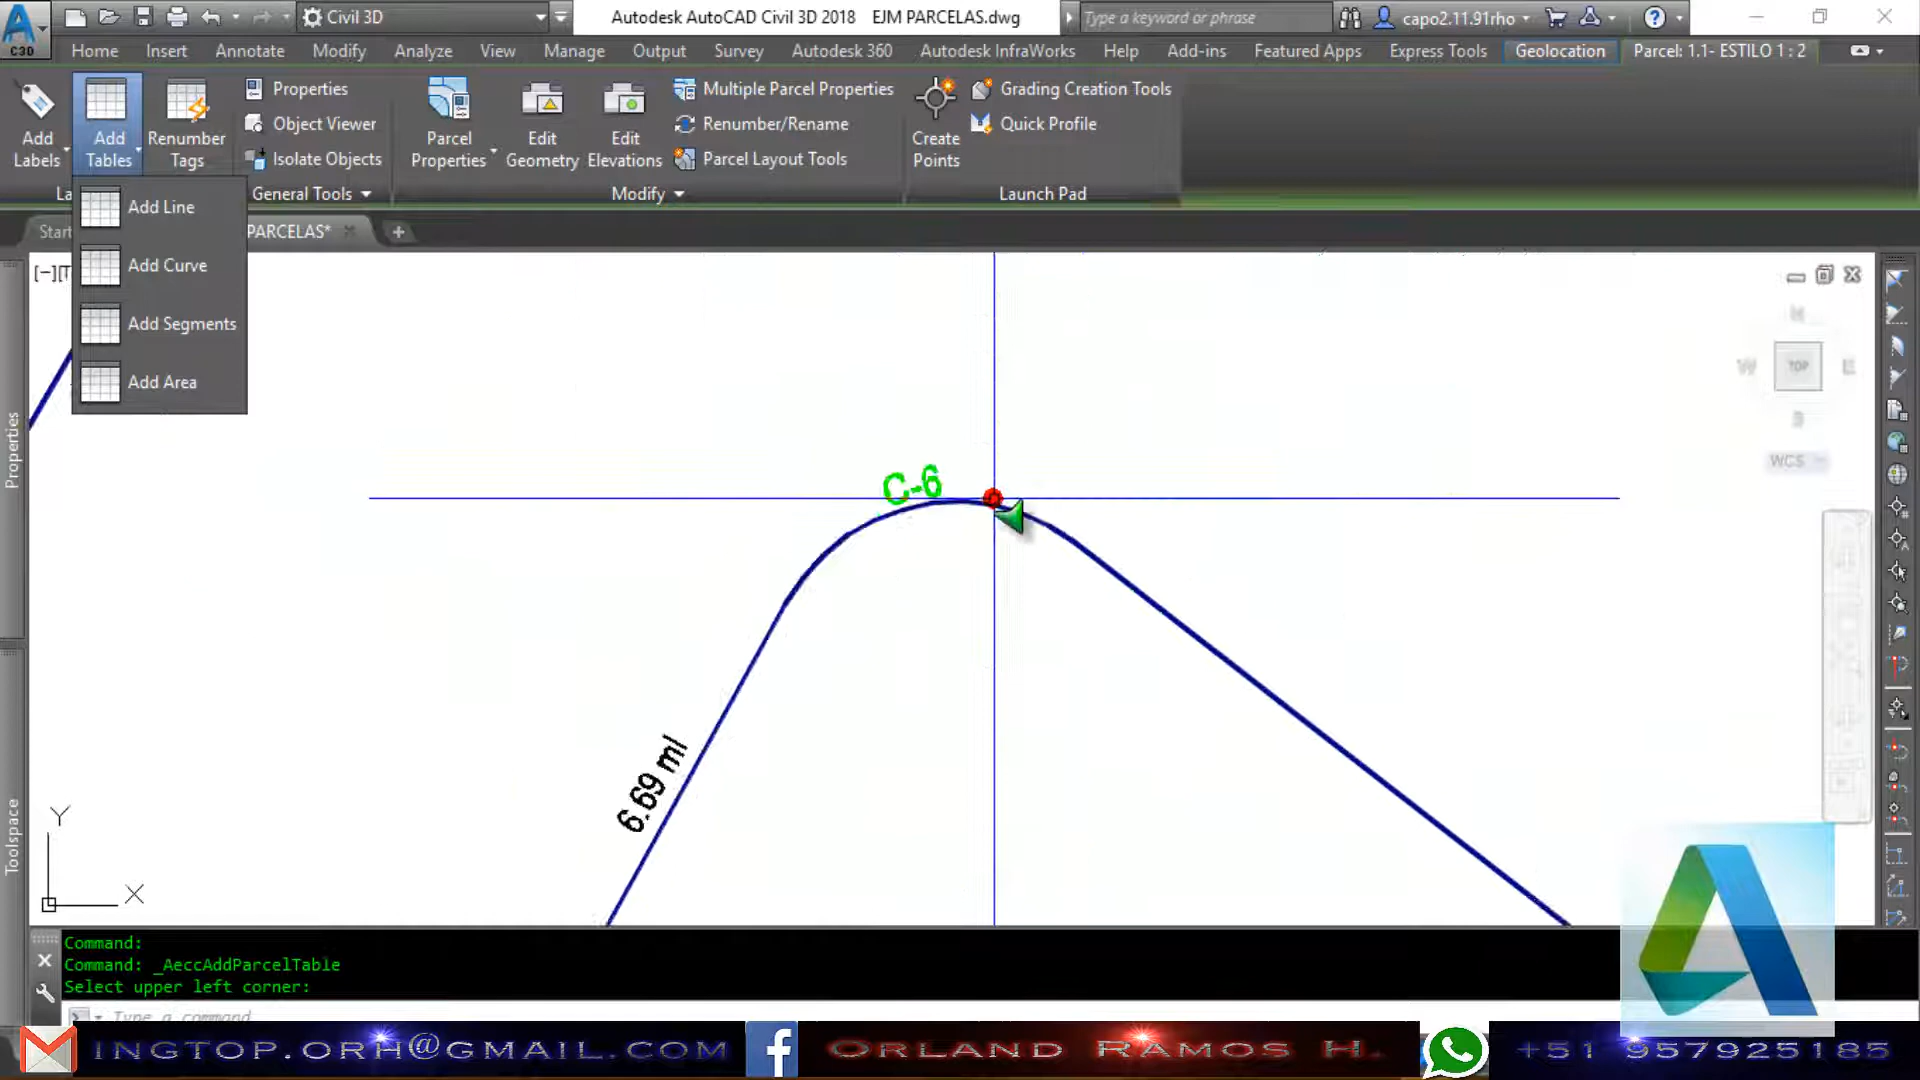 C3D
Civil 3D
Autodesk AutoCAD Civil 3D 2018 EJM PARCELAS.dwg
Type a keyword or phrase
capo2.11.91rho
Home Insert Annotate Modify Analyze View Manage Output Survey Autodesk 360 Autodesk InfraWorks Help Add-ins Featured Apps Express Tools Geolocation Parcel: 1.1- ESTILO 1 : 2
Add Labels
Add Tables
Renumber Tags
Properties
Object Viewer
Isolate Objects
Parcel Properties
Edit Geometry
Edit Elevations
Multiple Parcel Properties
Renumber/Rename
Parcel Layout Tools
Create Points
Grading Creation Tools
Quick Profile
La
General Tools
Modify
Launch Pad
Add Line
Add Curve
Add Segments
Add Area
Start
PARCELAS*
[−][T
TOP
W
WCS
C-6
6.69 ml
Properties
Toolspace
Y
X
Command:
Command: _AeccAddParcelTable
Select upper left corner:
Type a command
INGTOP.ORH@GMAIL.COM
ORLAND RAMOS H.
+51 957925185